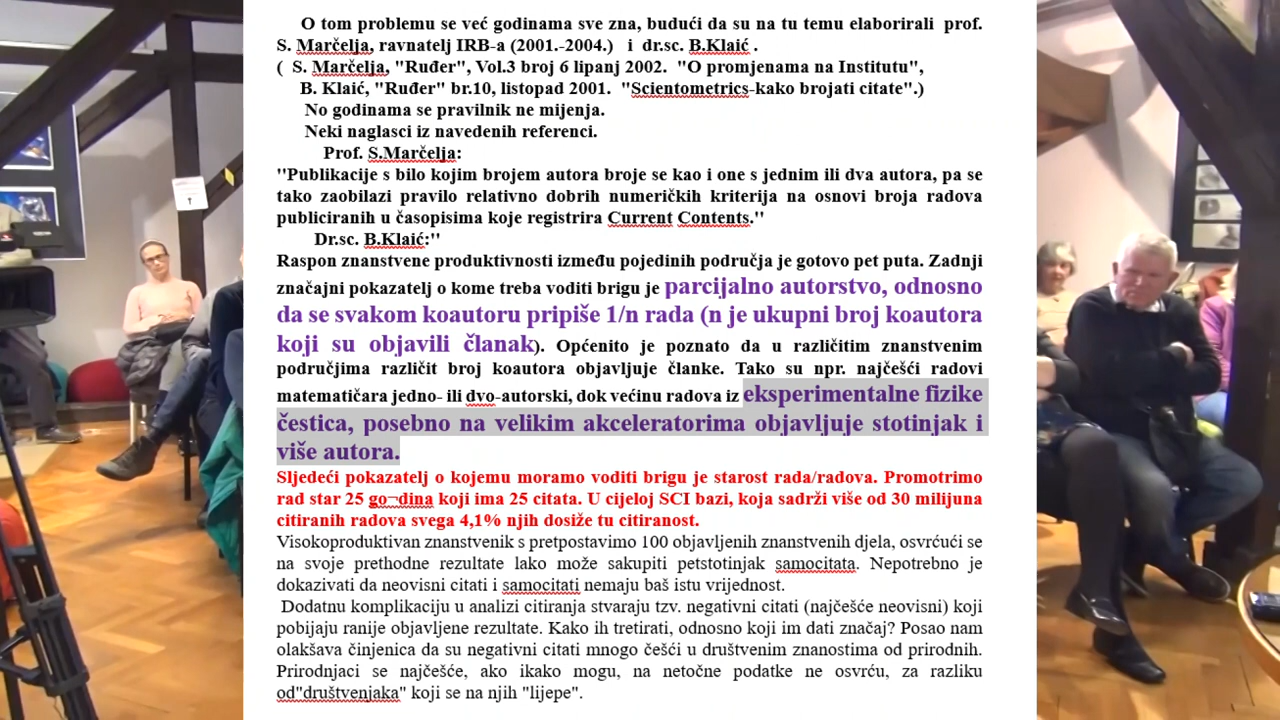 O tom problemu se već godinama sve zna, budući da su na tu temu elaborirali prof.
S. Marčelja, ravnatelj IRB-a (2001.-2004.) i dr.sc. B.Klaić .
( S. Marčelja, "Ruđer", Vol.3 broj 6 lipanj 2002. "O promjenama na Institutu",
B. Klaić, "Ruđer" br.10, listopad 2001. "Scientometrics-kako brojati citate".)
No godinama se pravilnik ne mijenja.
Neki naglasci iz navedenih referenci.
Prof. S.Marčelja:
''Publikacije s bilo kojim brojem autora broje se kao i one s jednim ili dva autora, pa se
tako zaobilazi pravilo relativno dobrih numeričkih kriterija na osnovi broja radova
publiciranih u časopisima koje registrira Current Contents.''
Dr.sc. B.Klaić:''
Raspon znanstvene produktivnosti između pojedinih područja je gotovo pet puta. Zadnji
značajni pokazatelj o kome treba voditi brigu je parcijalno autorstvo, odnosno
da se svakom koautoru pripiše 1/n rada (n je ukupni broj koautora
koji su objavili članak). Općenito je poznato da u različitim znanstvenim
područjima različit broj koautora objavljuje članke. Tako su npr. najčešći radovi
matematičara jedno- ili dvo-autorski, dok većinu radova iz eksperimentalne fizike
čestica, posebno na velikim akceleratorima objavljuje stotinjak i
više autora.
Sljedeći pokazatelj o kojemu moramo voditi brigu je starost rada/radova. Promotrimo
rad star 25 go¬dina koji ima 25 citata. U cijeloj SCI bazi, koja sadrži više od 30 milijuna
citiranih radova svega 4,1% njih dosiže tu citiranost.
Visokoproduktivan znanstvenik s pretpostavimo 100 objavljenih znanstvenih djela, osvrćući se
na svoje prethodne rezultate lako može sakupiti petstotinjak samocitata. Nepotrebno je
dokazivati da neovisni citati i samocitati nemaju baš istu vrijednost.
Dodatnu komplikaciju u analizi citiranja stvaraju tzv. negativni citati (najčešće neovisni) koji
pobijaju ranije objavljene rezultate. Kako ih tretirati, odnosno koji im dati značaj? Posao nam
olakšava činjenica da su negativni citati mnogo češći u društvenim znanostima od prirodnih.
Prirodnjaci se najčešće, ako ikako mogu, na netočne podatke ne osvrću, za razliku
od"društvenjaka" koji se na njih "lijepe".